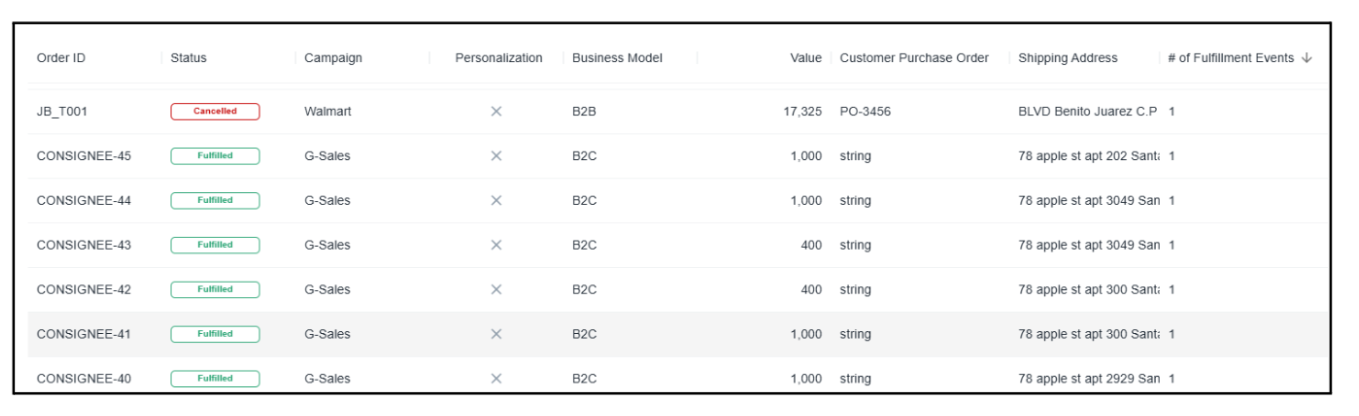 Order ID Status Campaign Personalization Business Model Value Customer Purchase Order Shipping Address # of Fulfillment Events ↓
JB_T001 Cancelled Walmart × B2B 17,325 PO-3456 BLVD Benito Juarez C.P 1
CONSIGNEE-45 Fulfilled G-Sales × B2C 1,000 string 78 apple st apt 202 Santa 1
CONSIGNEE-44 Fulfilled G-Sales × B2C 1,000 string 78 apple st apt 3049 San 1
CONSIGNEE-43 Fulfilled G-Sales × B2C 400 string 78 apple st apt 3049 San 1
CONSIGNEE-42 Fulfilled G-Sales × B2C 400 string 78 apple st apt 300 Santa 1
CONSIGNEE-41 Fulfilled G-Sales × B2C 1,000 string 78 apple st apt 300 Santa 1
CONSIGNEE-40 Fulfilled G-Sales × B2C 1,000 string 78 apple st apt 2929 San 1